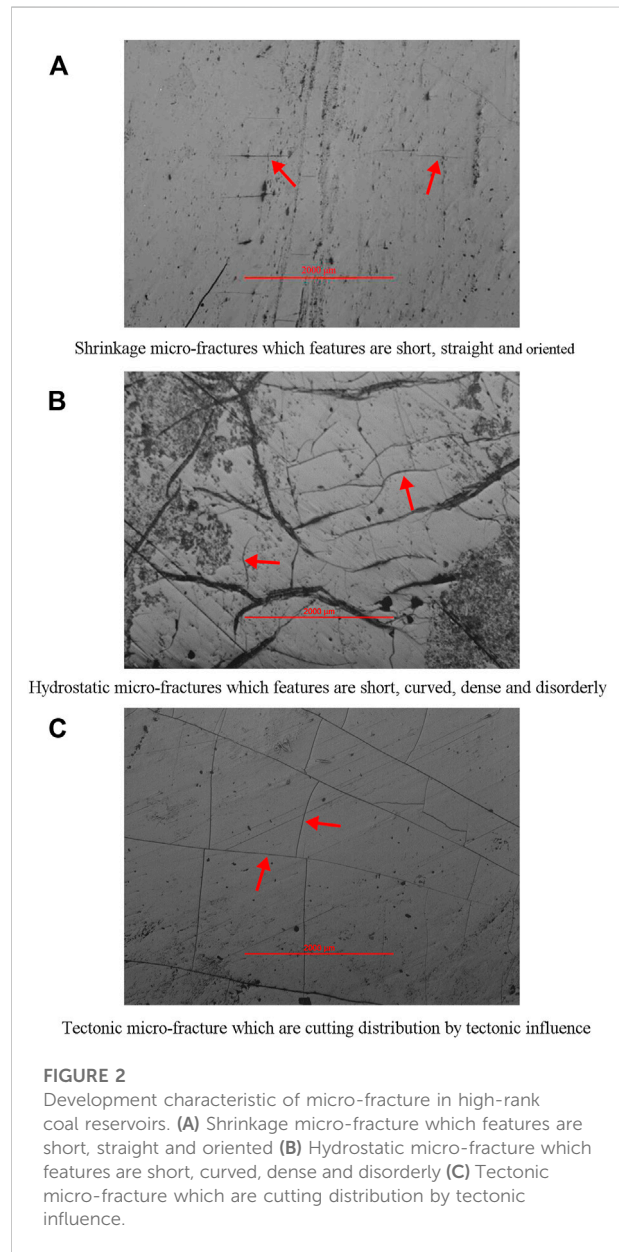 A
2000 μm
Shrinkage micro-fractures which features are short, straight and oriented
B
2000 μm
Hydrostatic micro-fractures which features are short, curved, dense and disorderly
C
Tectonic micro-fracture which are cutting distribution by tectonic influence
FIGURE 2
Development characteristic of micro-fracture in high-rank
coal reservoirs. (A) Shrinkage micro-fracture which features are
short, straight and oriented (B) Hydrostatic micro-fracture which
features are short, curved, dense and disorderly (C) Tectonic
micro-fracture which are cutting distribution by tectonic
influence.